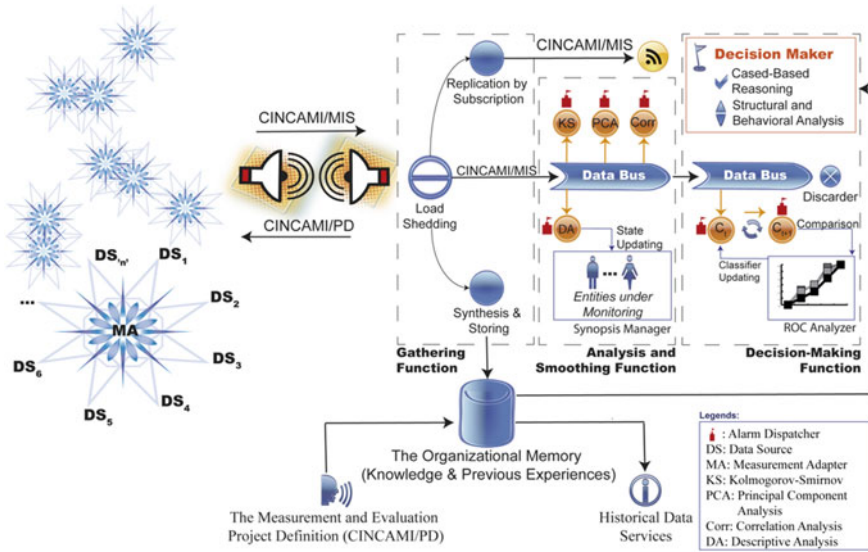 CINCAMI/MIS
CINCAMI/PD
DS'n'
DS1
...
DS2
MA
DS6
DS3
DS5
DS4
Replication by
Subscription
CINCAMI/MIS
Load
Shedding
CINCAMI/MIS
Synthesis &
Storing
Gathering
Function
KS
PCA
Corr
Data Bus
DA
State
Updating
...
Entities under
Monitoring
Synopsis Manager
Analysis and
Smoothing Function
Decision Maker
Cased-Based
Reasoning
Structural and
Behavioral Analysis
Data Bus
Discarder
Ci
Ci+1
Comparison
Classifier
Updating
ROC Analyzer
Decision-Making
Function
The Organizational Memory
(Knowledge & Previous Experiences)
The Measurement and Evaluation
Project Definition (CINCAMI/PD)
Historical Data
Services
Legends:
: Alarm Dispatcher
DS: Data Source
MA: Measurement Adapter
KS: Kolmogorov-Smirnov
PCA: Principal Component
Analysis
Corr: Correlation Analysis
DA: Descriptive Analysis